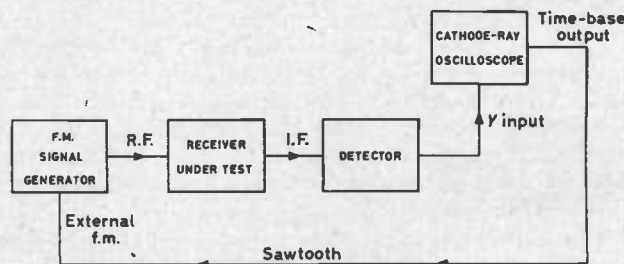 Time-base
output
CATHODE-RAY
OSCILLOSCOPE
Y input
F.M.
SIGNAL
GENERATOR
R.F.
RECEIVER
UNDER TEST
I.F.
DETECTOR
External
f.m.
Sawtooth